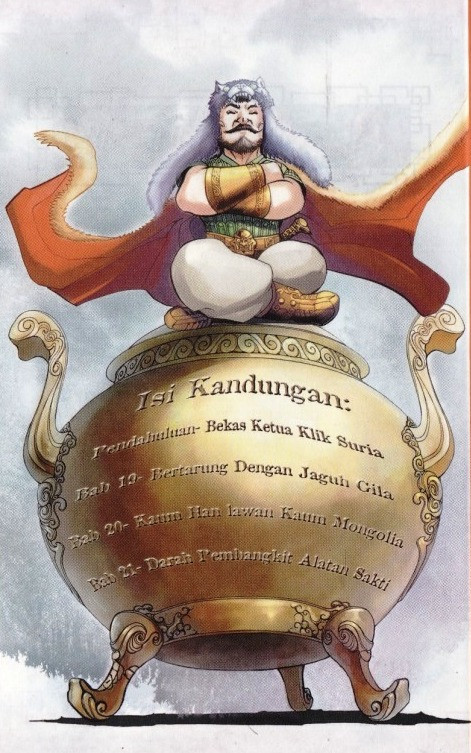 Isi Kandungan:
Pendahuluan- Bekas Ketua Klik Suria
Bab 19- Bertarung Dengan Jaguh Gila
Bab 20- Kaum Han lawan Kaum Mongolia
Bab 21- Darah Pembangkit Alatan Sakti